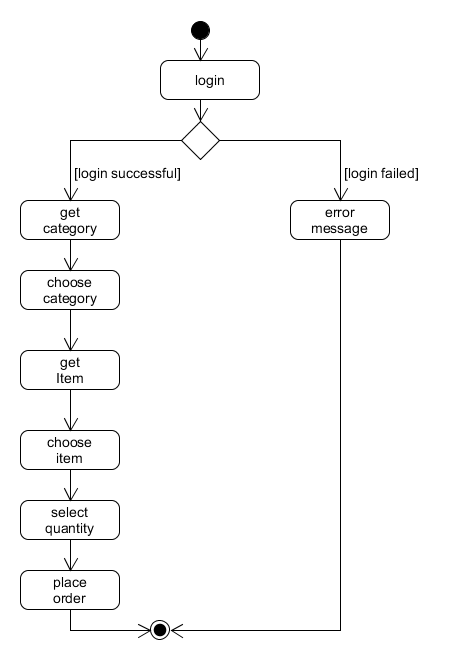 login
[login successful]
[login failed]
get
category
error
message
choose
category
get
Item
choose
item
select
quantity
place
order